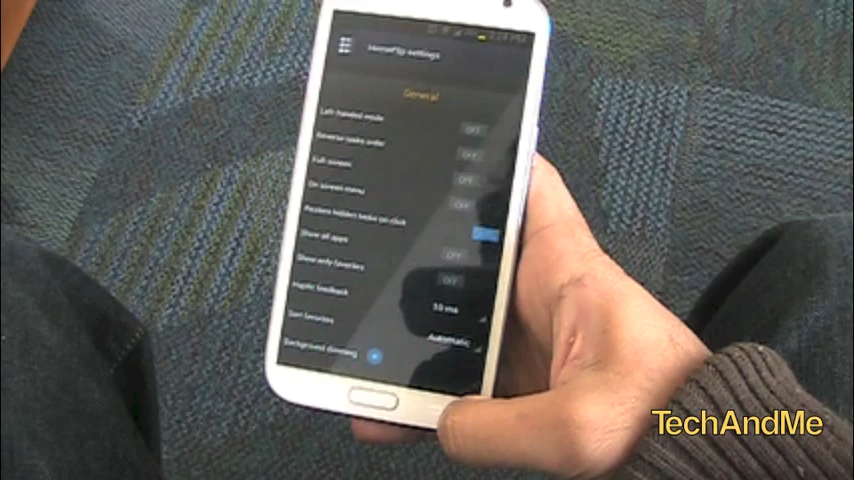 HomeFlip settings
General
Left handed mode
OFF
Reverse tasks order
OFF
Full screen
OFF
On screen menu
OFF
Restore hidden tasks on click
Show all apps
OFF
Show only favorites
OFF
Haptic feedback
10 ms
Sort favorites
Automatic
Background dimming
TechAndMe